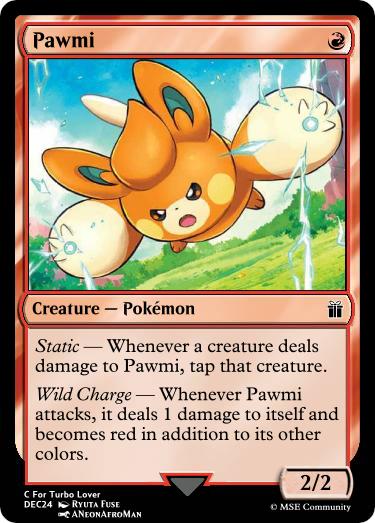 Pawmi
Creature — Pokémon
Static — Whenever a creature deals
damage to Pawmi, tap that creature.
Wild Charge — Whenever Pawmi
attacks, it deals 1 damage to itself and
becomes red in addition to its other
colors.
2/2
C For Turbo Lover
DEC24 Ryuta Fuse
ANeonAfroMan
© MSE Community